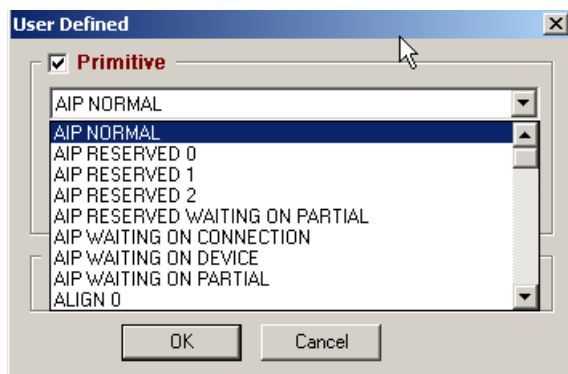 User Defined
Primitive
AIP NORMAL
AIP NORMAL
AIP RESERVED 0
AIP RESERVED 1
AIP RESERVED 2
AIP RESERVED WAITING ON PARTIAL
AIP WAITING ON CONNECTION
AIP WAITING ON DEVICE
AIP WAITING ON PARTIAL
ALIGN 0
OK Cancel